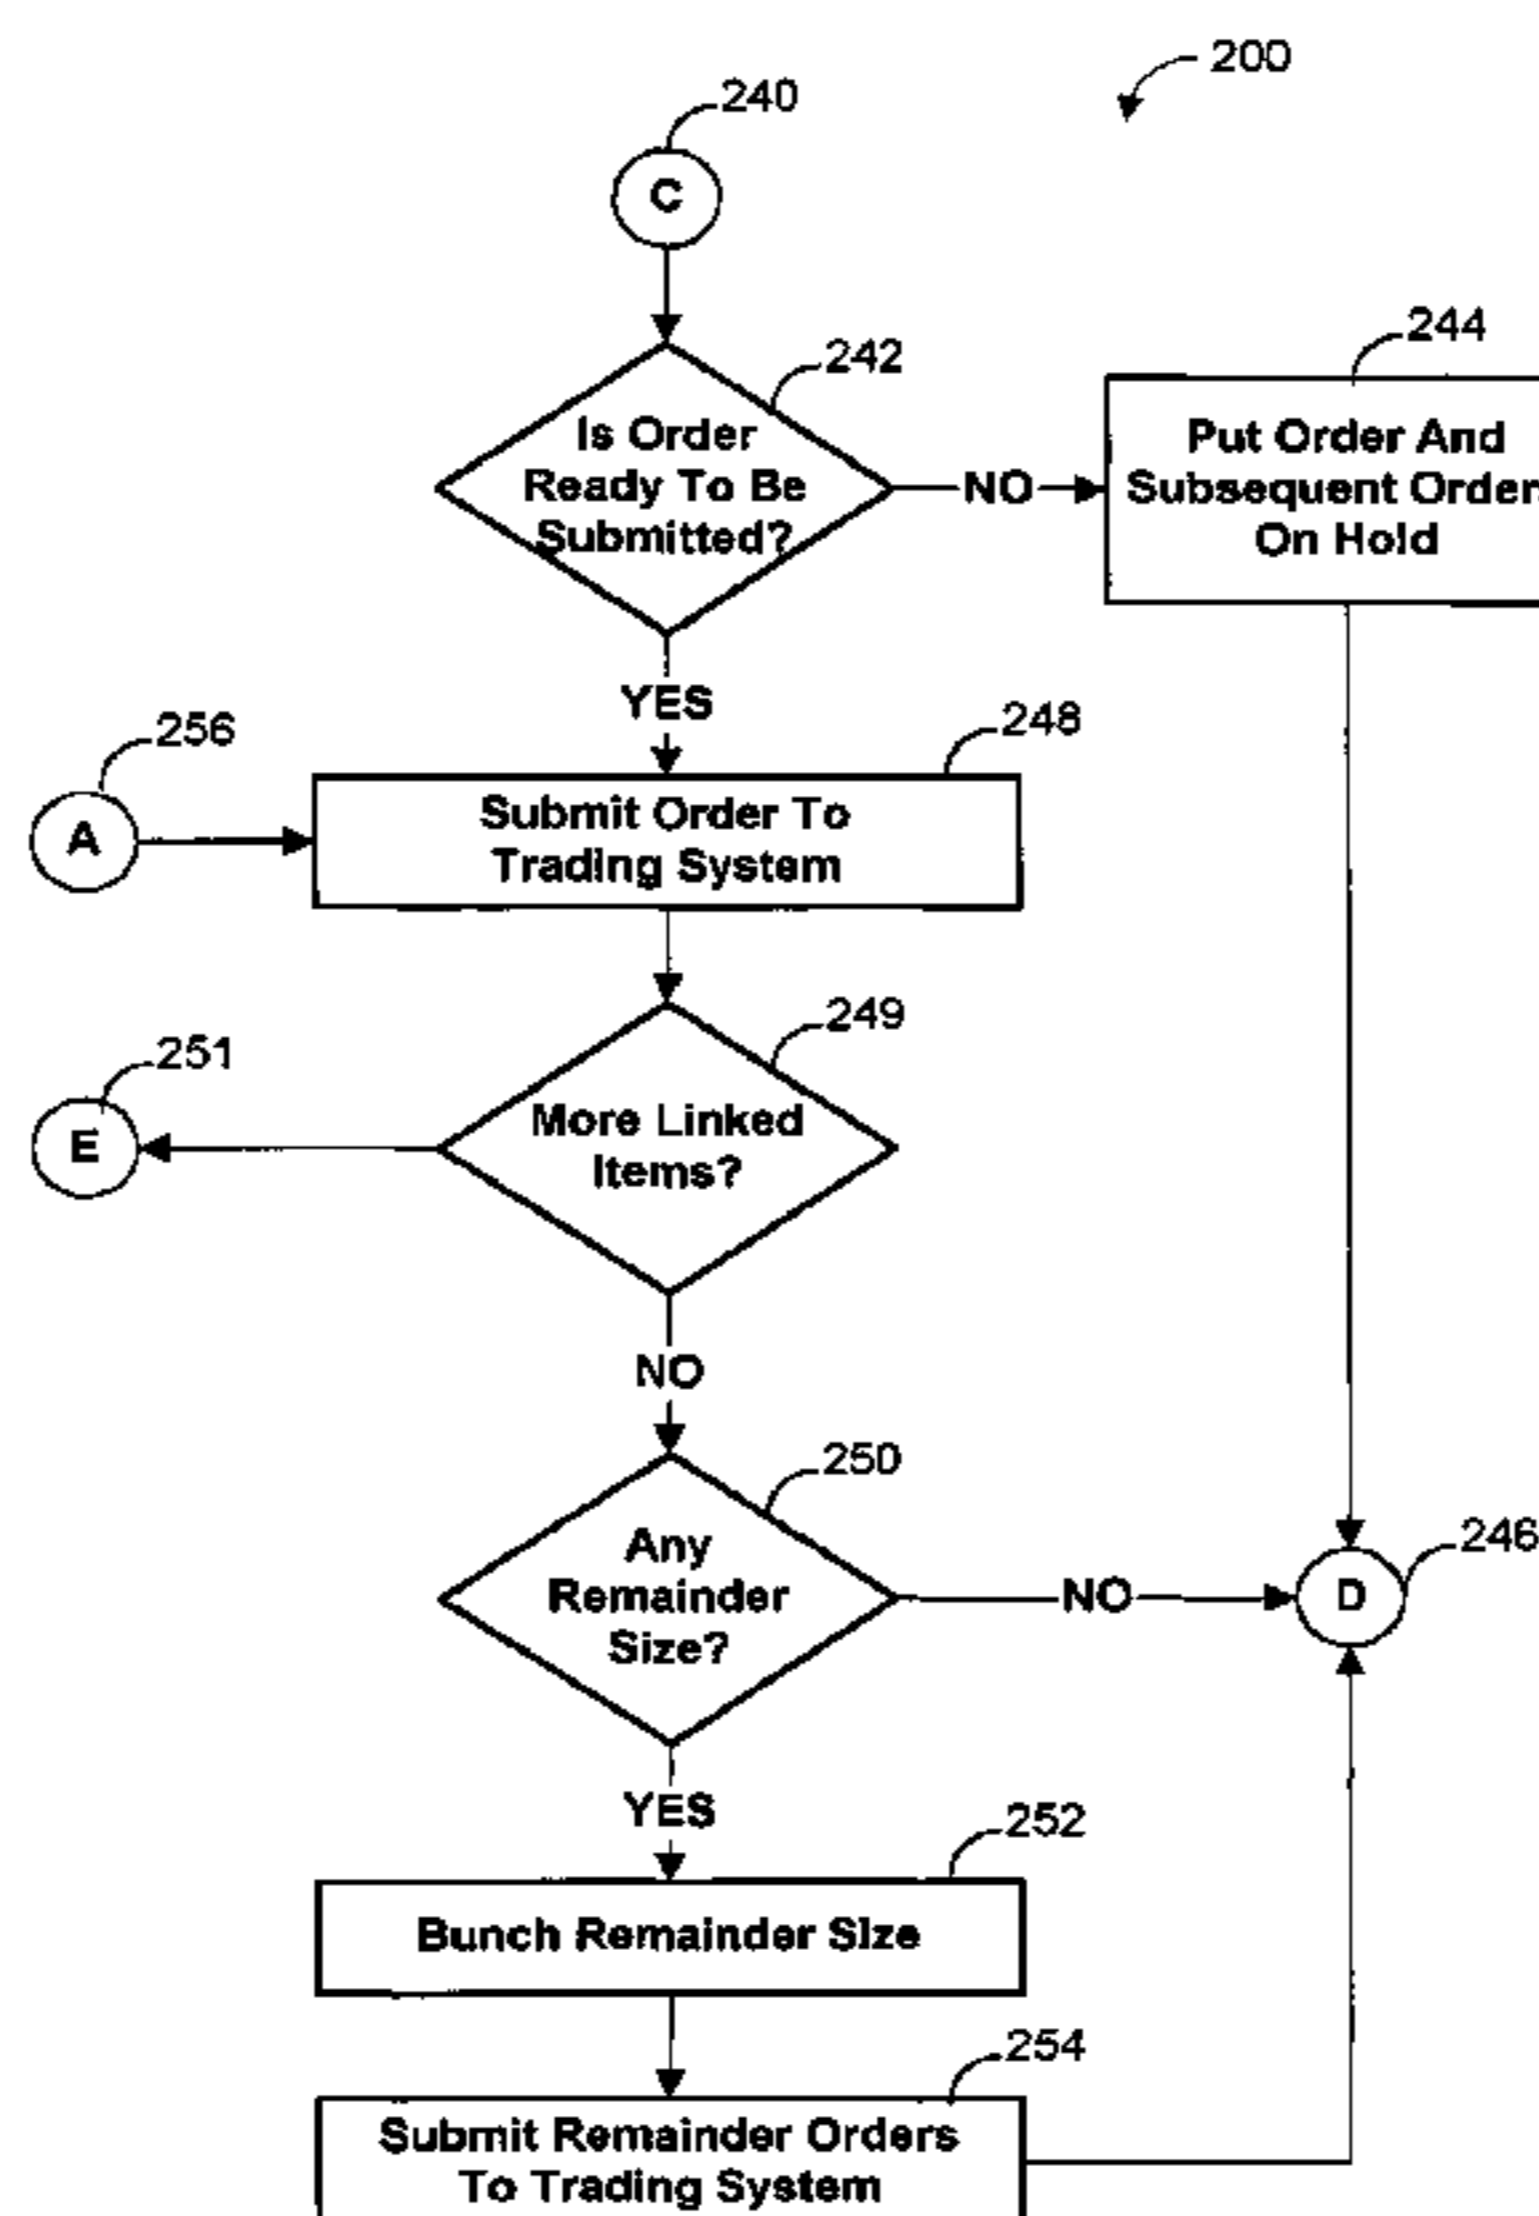 200
240
C
242
Is Order
Ready To Be
Submitted?
NO
244
Put Order And
Subsequent Order
On Hold
YES
256
A
248
Submit Order To
Trading System
249
More Linked
Items?
251
E
NO
250
Any
Remainder
Size?
NO
246
D
YES
252
Bunch Remainder Size
254
Submit Remainder Orders
To Trading System